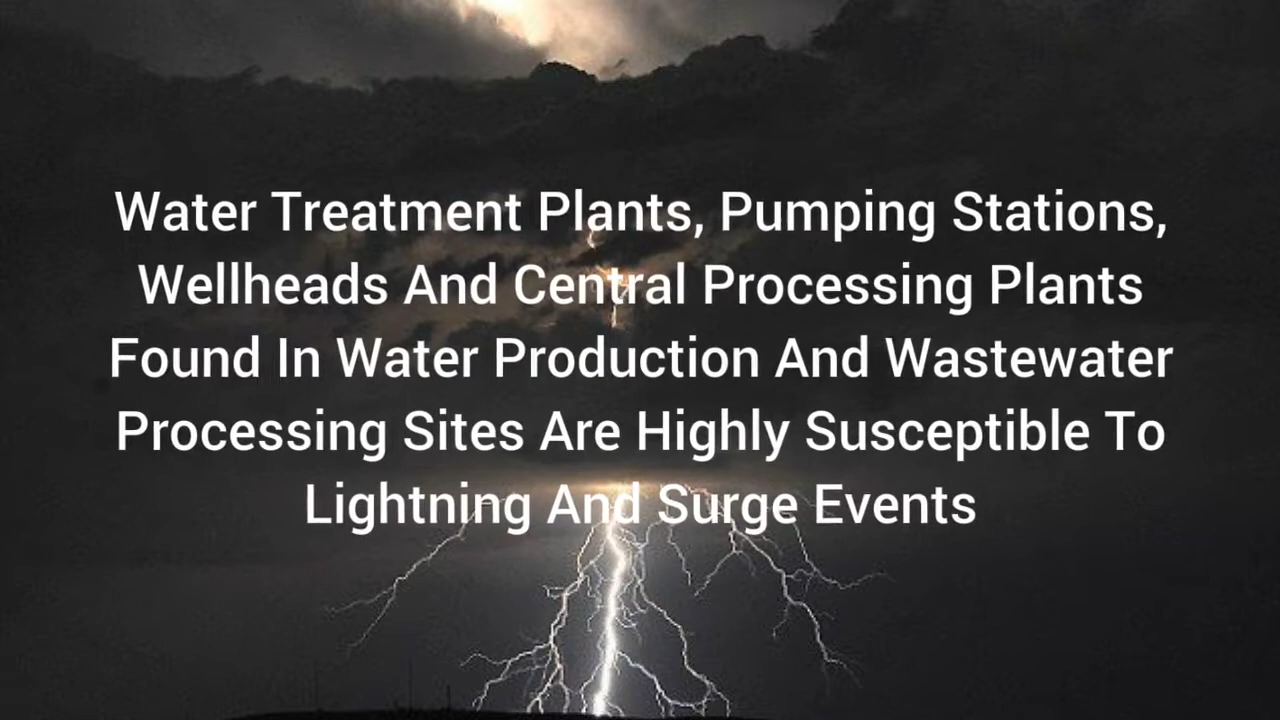 Water Treatment Plants, Pumping Stations,
Wellheads And Central Processing Plants
Found In Water Production And Wastewater
Processing Sites Are Highly Susceptible To
Lightning And Surge Events